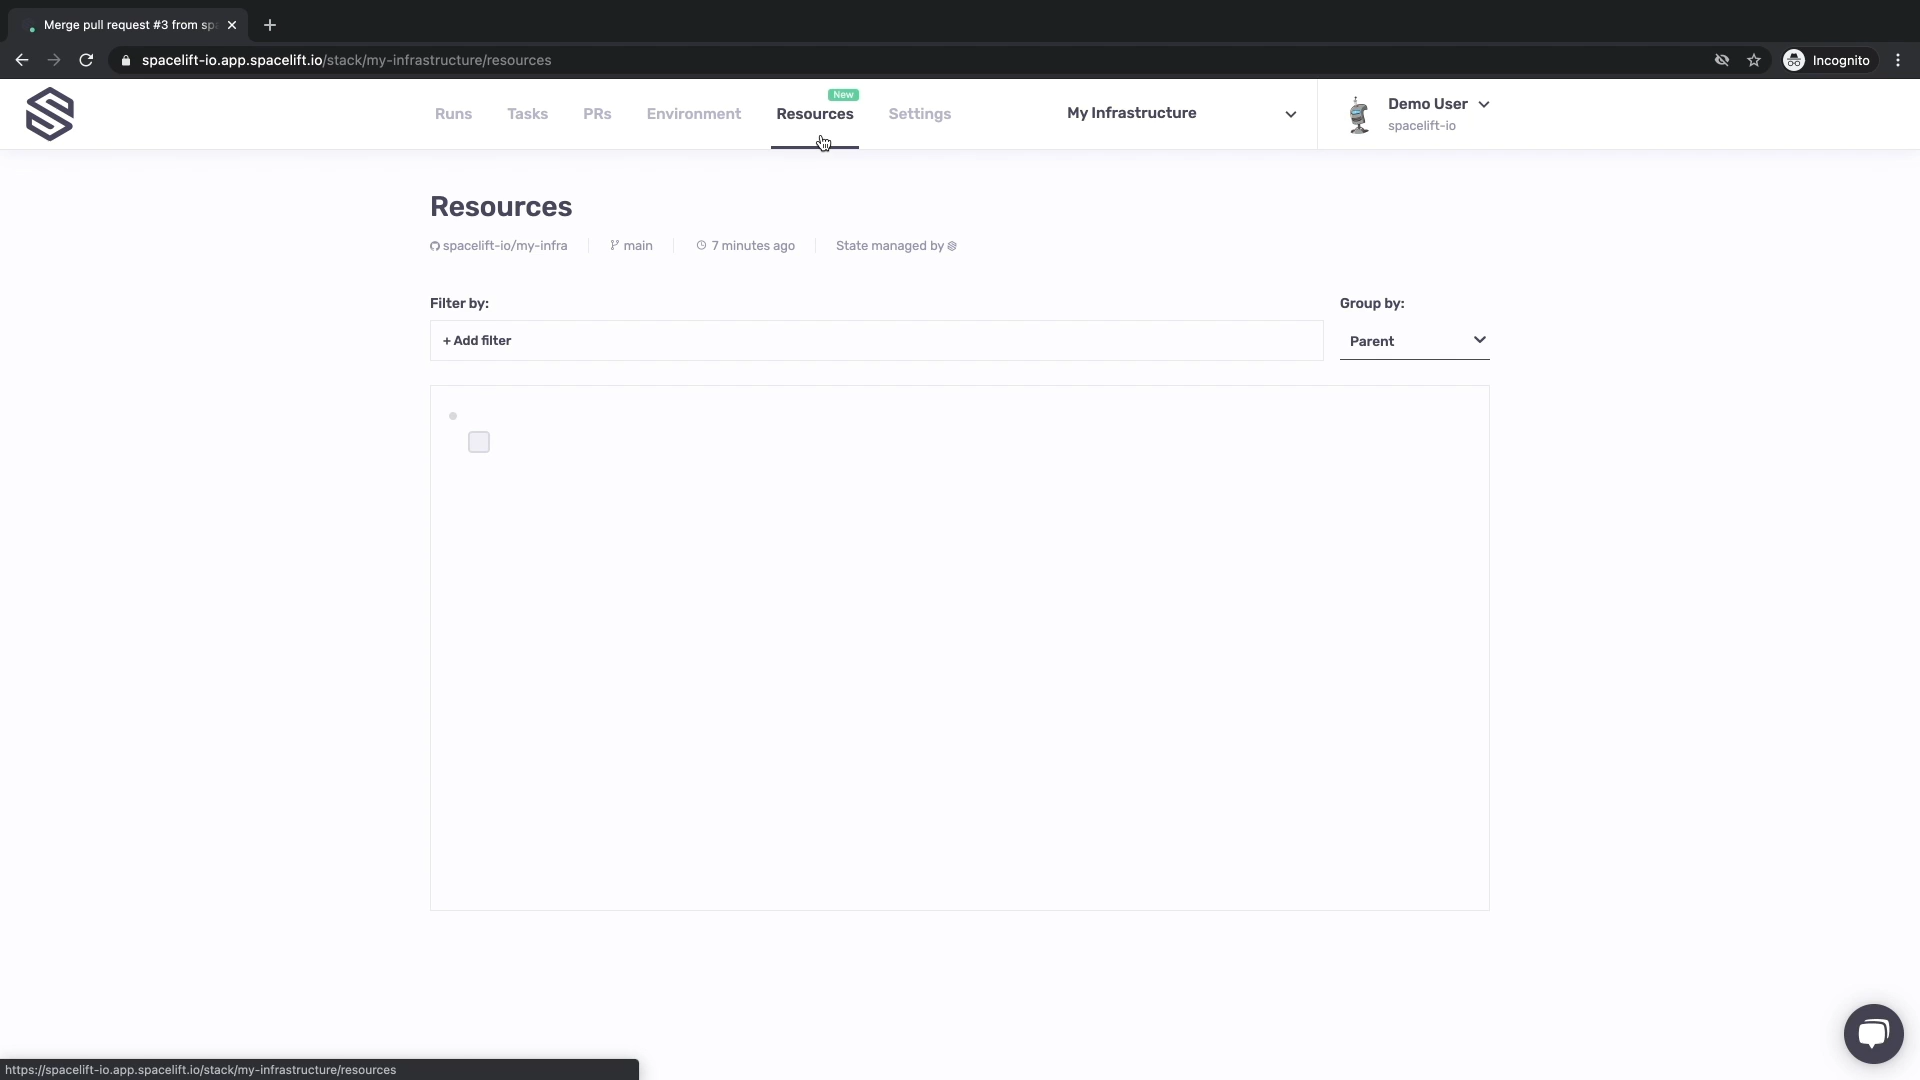 Merge pull request #3 from sp
spacelift-io.app.spacelift.io/stack/my-infrastructure/resources
Incognito
Runs
Tasks
PRs
Environment
Resources
New
Settings
My Infrastructure
Demo User
spacelift-io
Resources
spacelift-io/my-infra
main
7 minutes ago
State managed by
Filter by:
Group by:
+ Add filter
Parent
https://spacelift-io.app.spacelift.io/stack/my-infrastructure/resources